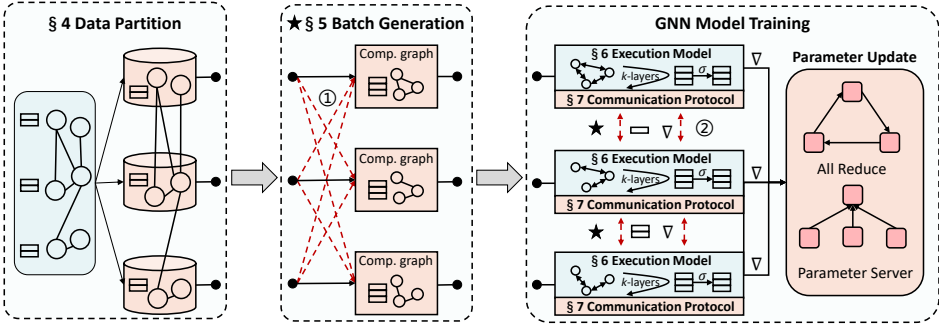 § 4 Data Partition
★ § 5 Batch Generation
Comp. graph
①
Comp. graph
Comp. graph
GNN Model Training
§ 6 Execution Model
k-layers σ
§ 7 Communication Protocol
∇
★ ∇ ②
§ 6 Execution Model
k-layers σ
§ 7 Communication Protocol
∇
★ ∇
§ 6 Execution Model
k-layers σ
§ 7 Communication Protocol
∇
Parameter Update
All Reduce
Parameter Server